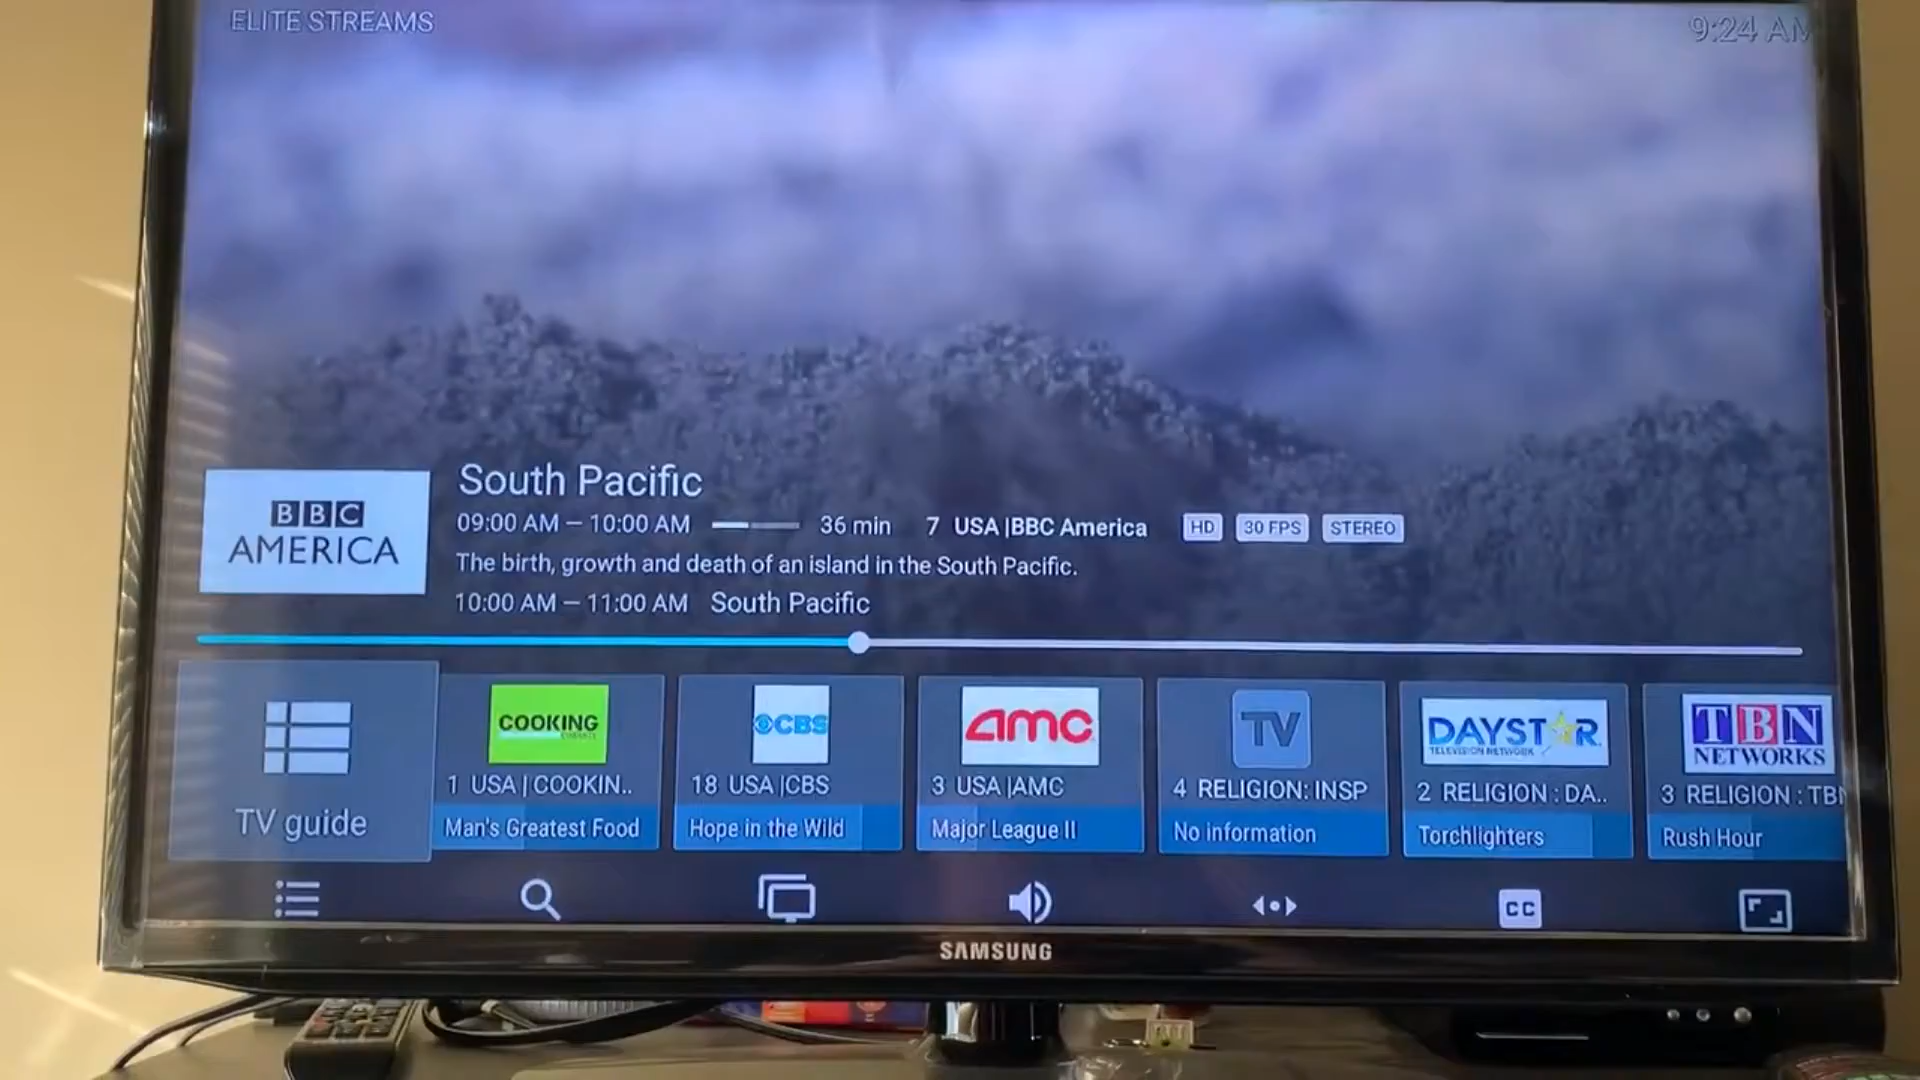 ELITE STREAMS
9:24 AM
South Pacific
09:00 AM — 10:00 AM 36 min 7 USA |BBC America HD 30 FPS STEREO
BBC
AMERICA
The birth, growth and death of an island in the South Pacific.
10:00 AM — 11:00 AM South Pacific
TV guide
COOKING
1 USA | COOKIN..
Man's Greatest Food
CBS
18 USA |CBS
Hope in the Wild
amc
3 USA |AMC
Major League II
TV
4 RELIGION: INSP
No information
DAYSTAR
TELEVISION NETWORK
2 RELIGION : DA..
Torchlighters
TBN
NETWORKS
3 RELIGION : TBN
Rush Hour
CC
SAMSUNG